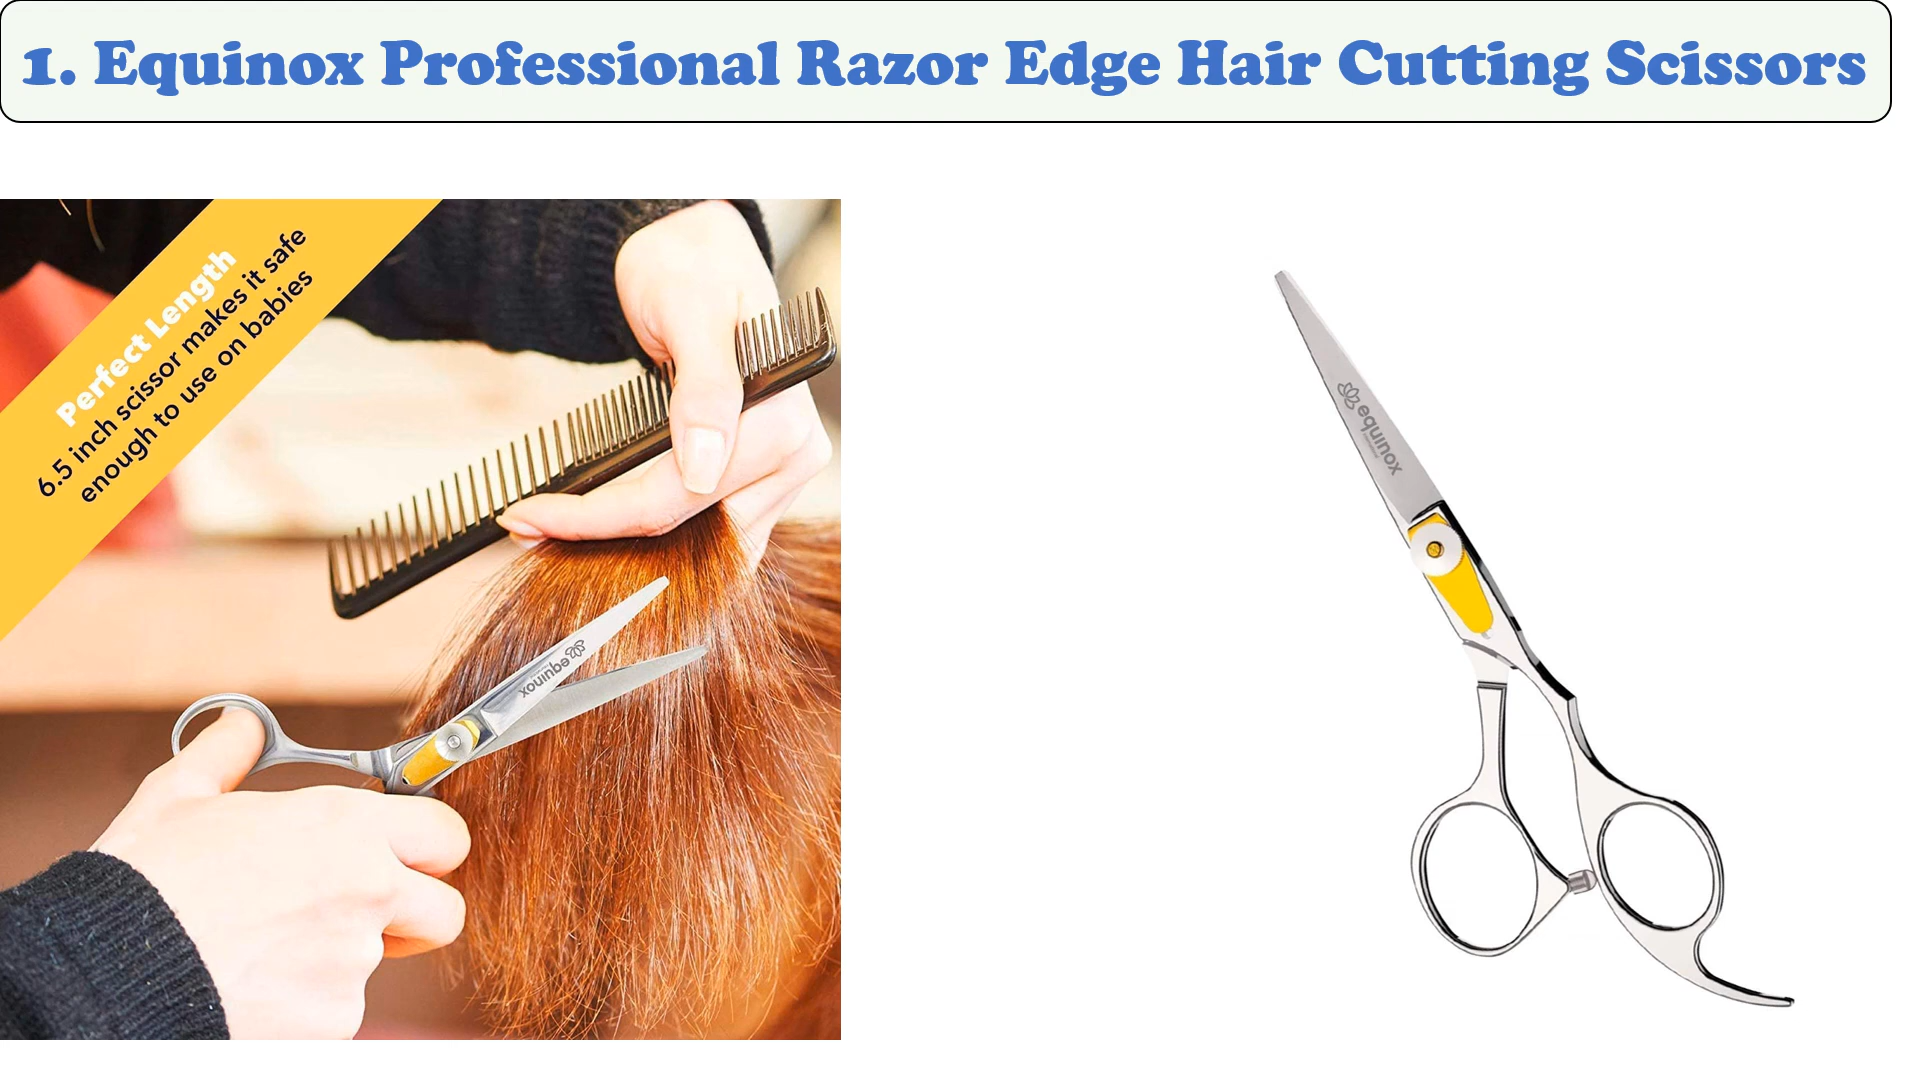 1. Equinox Professional Razor Edge Hair Cutting Scissors
Perfect Length
6.5 inch scissor makes it safe
enough to use on babies
equinox
equinox